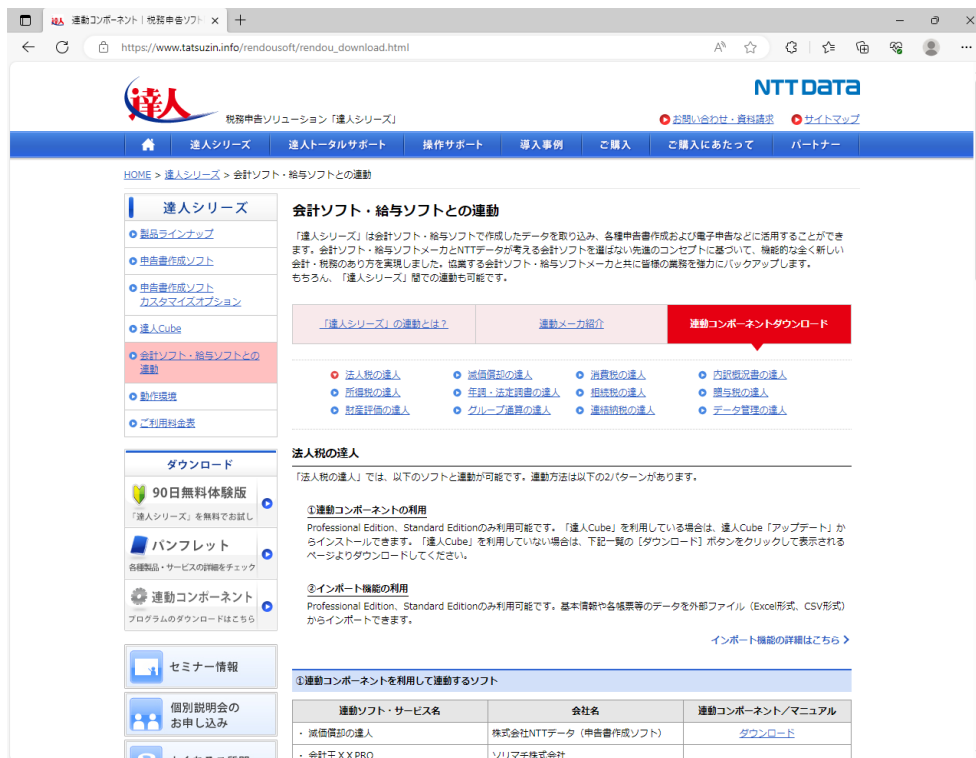 連動コンポーネント｜税務申告ソフト
https://www.tatsuzin.info/rendousoft/rendou_download.html
達人
税務申告ソリューション「達人シリーズ」
NTT DATA
お問い合わせ・資料請求
サイトマップ
達人シリーズ
達人トータルサポート
操作サポート
導入事例
ご購入
ご購入にあたって
パートナー
HOME > 達人シリーズ > 会計ソフト・給与ソフトとの連動
達人シリーズ
製品ラインナップ
申告書作成ソフト
申告書作成ソフト
カスタマイズオプション
達人Cube
会計ソフト・給与ソフトとの
連動
動作環境
ご利用料金表
ダウンロード
90日無料体験版
「達人シリーズ」を無料でお試し
パンフレット
各種製品・サービスの詳細をチェック
連動コンポーネント
プログラムのダウンロードはこちら
セミナー情報
個別説明会の
お申し込み
会計ソフト・給与ソフトとの連動
「達人シリーズ」は会計ソフト・給与ソフトで作成したデータを取り込み、各種申告書作成および電子申告などに活用することができ
ます。会計ソフト・給与ソフトメーカとNTTデータが考える会計ソフトを選ばない先進のコンセプトに基づいて、機能的な全く新しい
会計・税務のあり方を実現しました。協業する会計ソフト・給与ソフトメーカと共に皆様の業務を強力にバックアップします。
もちろん、「達人シリーズ」間での連動も可能です。
「達人シリーズ」の連動とは？
連動メーカ紹介
連動コンポーネントダウンロード
法人税の達人
減価償却の達人
消費税の達人
内訳概況書の達人
所得税の達人
年調・法定調書の達人
相続税の達人
贈与税の達人
財産評価の達人
グループ通算の達人
連結納税の達人
データ管理の達人
法人税の達人
「法人税の達人」では、以下のソフトと連動が可能です。連動方法は以下の2パターンがあります。
①連動コンポーネントの利用
Professional Edition、Standard Editionのみ利用可能です。「達人Cube」を利用している場合は、達人Cube「アップデート」か
らインストールできます。「達人Cube」を利用していない場合は、下記一覧の［ダウンロード］ボタンをクリックして表示される
ページよりダウンロードしてください。
②インポート機能の利用
Professional Edition、Standard Editionのみ利用可能です。基本情報や各帳票等のデータを外部ファイル（Excel形式、CSV形式）
からインポートできます。
インポート機能の詳細はこちら
①連動コンポーネントを利用して連動するソフト
連動ソフト・サービス名
会社名
連動コンポーネント／マニュアル
・ 減価償却の達人
株式会社NTTデータ（申告書作成ソフト）
ダウンロード
・ 会計王ＸＸPRO
ソリマチ株式会社